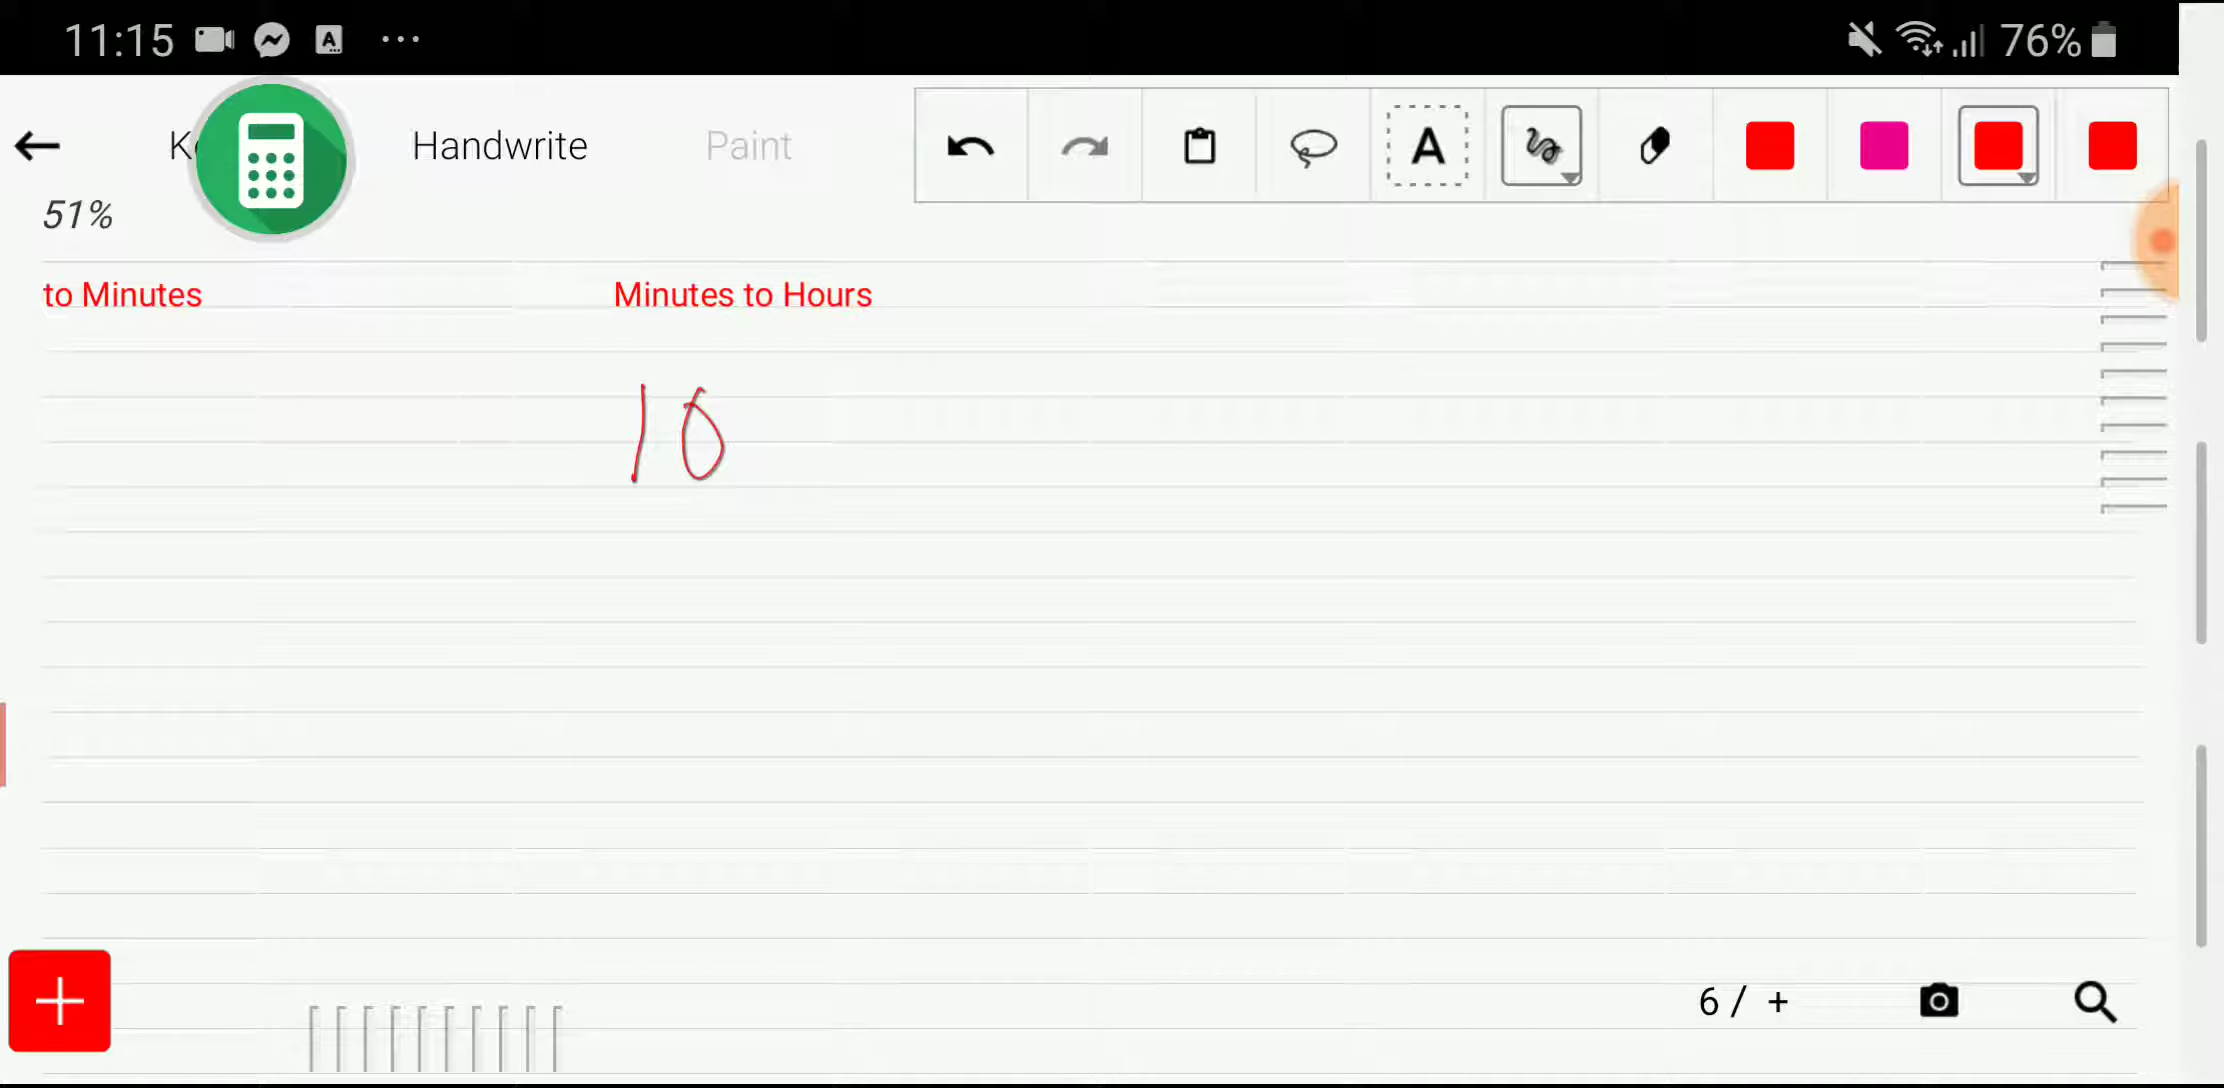 11:15 A ... 76%
Handwrite Paint A
51%
to Minutes Minutes to Hours
10
6 / +